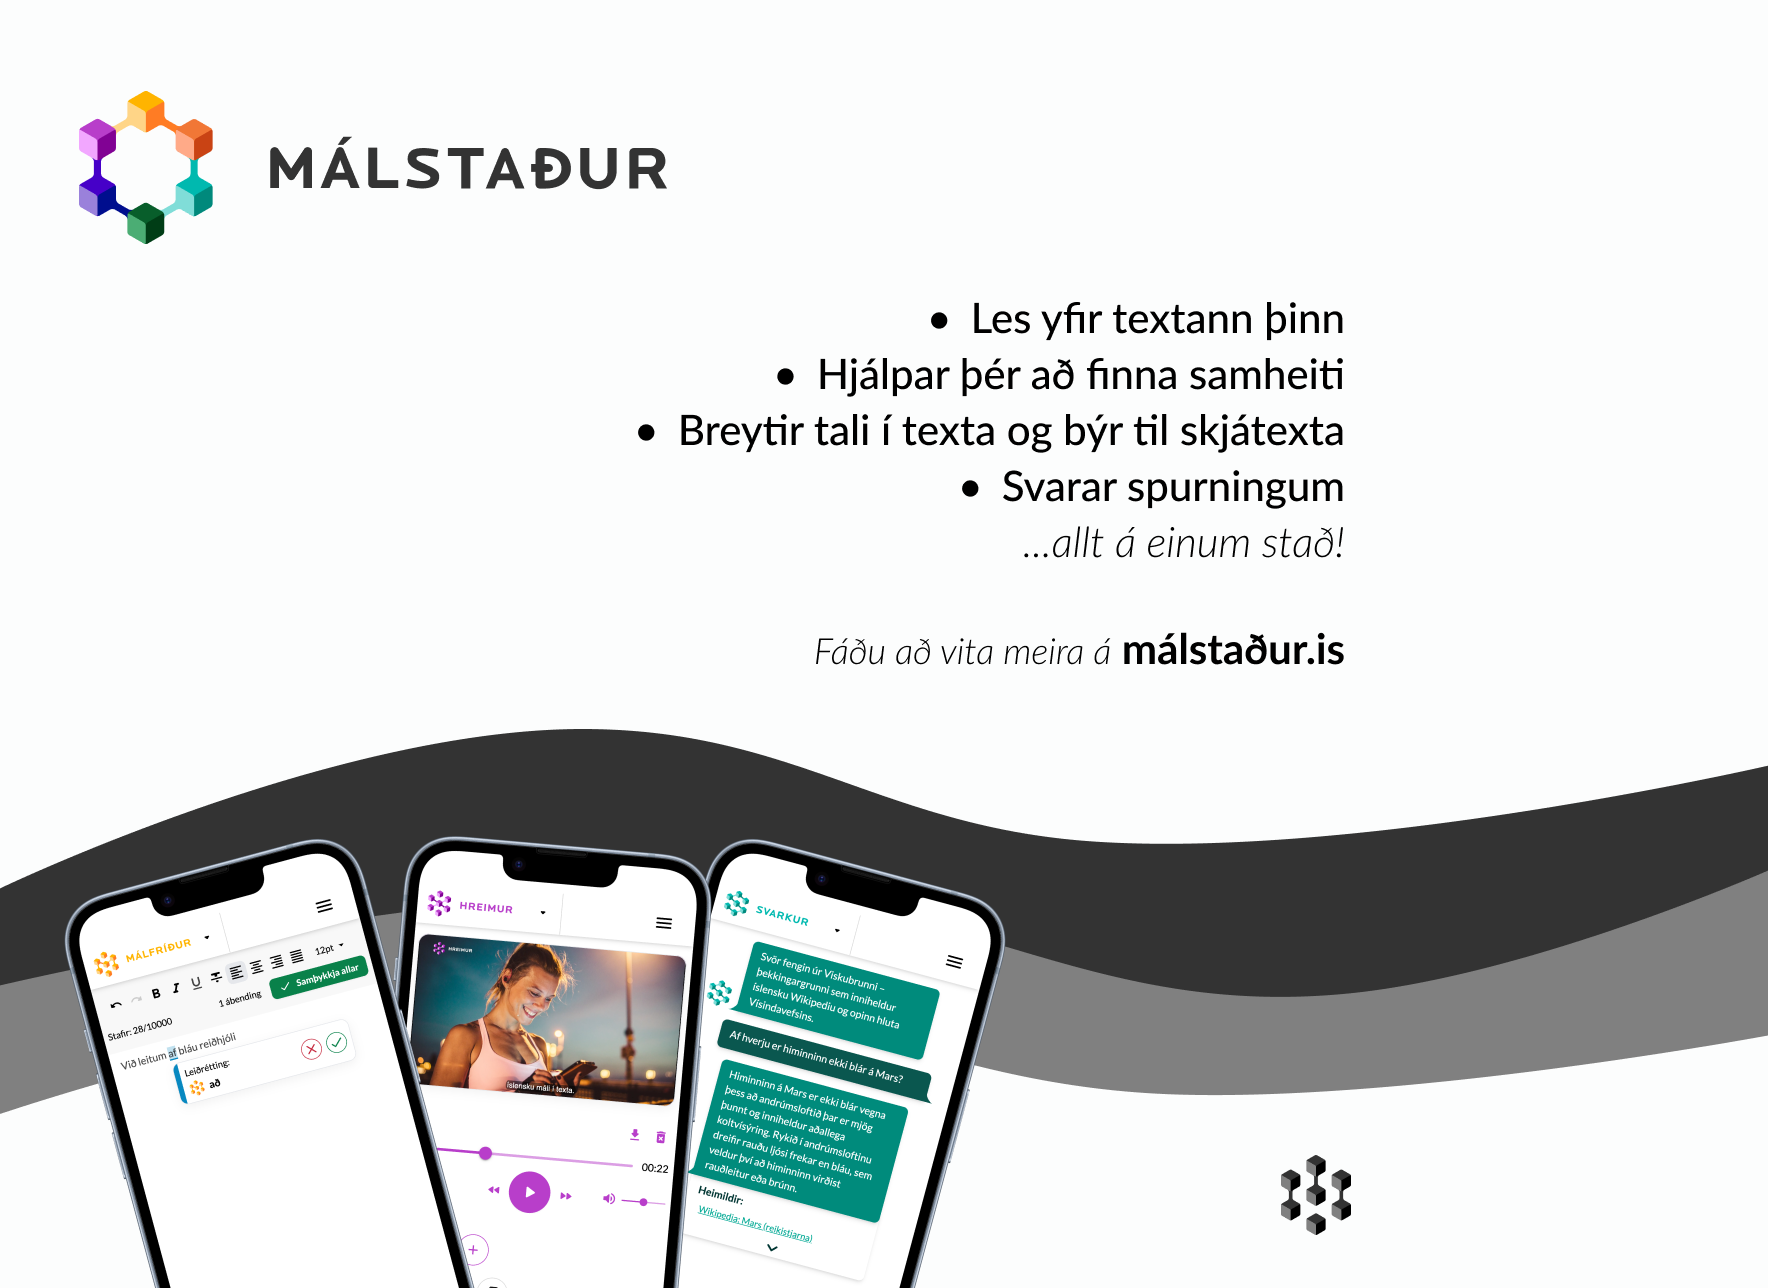 MÁLSTAÐUR
• Les yfir textann þinn
• Hjálpar þér að finna samheiti
• Breytir tali í texta og býr til skjátexta
• Svarar spurningum
...allt á einum stað!
Fáðu að vita meira á málstaður.is
MÁLFRÍÐUR
B I U S 12pt
1 ábending Samþykkja allar
Stafir: 28/10000
Við leitum af bláu reiðhjóli
Leiðrétting:
að
HREIMUR
HREIMUR
íslensku máli í texta.
00:22
SVARKUR
Svör fengin úr Viskubrunni –
þekkingargrunni sem inniheldur
íslensku Wikipediu og opinn hluta
Vísindavefsins.
Af hverju er himinninn ekki blár á Mars?
Himinninn á Mars er ekki blár vegna
þess að andrúmsloftið þar er mjög
þunnt og inniheldur aðallega
koltvísýring. Rykið í andrúmsloftinu
dreifir rauðu ljósi frekar en bláu, sem
veldur því að himinninn virðist
rauðleitur eða brúnn.
Heimildir:
Wikipedia: Mars (reikistjarna)